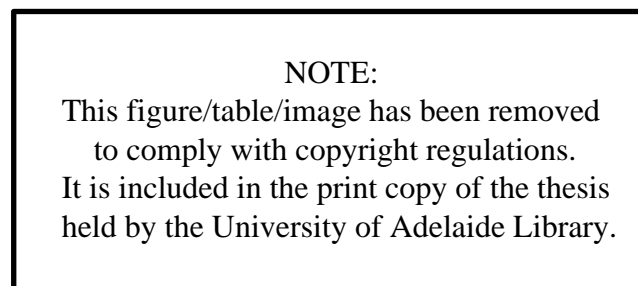 NOTE:
This figure/table/image has been removed
to comply with copyright regulations.
It is included in the print copy of the thesis
held by the University of Adelaide Library.